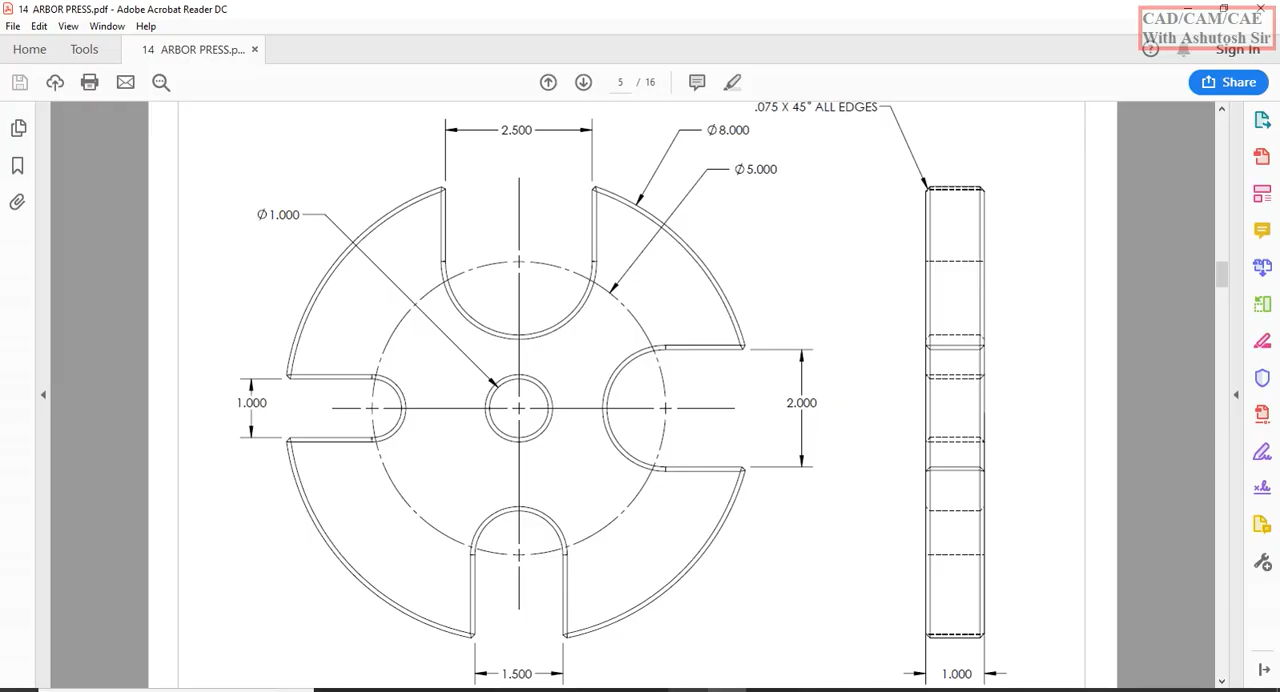 14 ARBOR PRESS.pdf - Adobe Acrobat Reader DC
CAD/CAM/CAE
With Ashutosh Sir
File Edit View Window Help
Home Tools 14 ARBOR PRESS.p... × Sign In
5 / 16 Share
.075 X 45° ALL EDGES
2.500
∅8.000
∅5.000
∅1.000
1.000
2.000
1.500
1.000